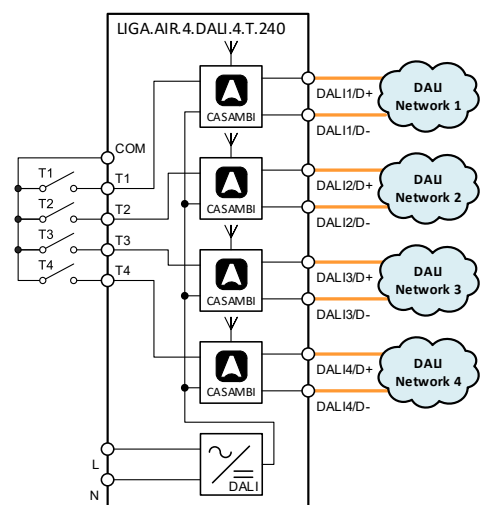 LIGA.AIR.4.DALI.4.T.240
CASAMBI
DALI1/D+
DALI1/D-
DALI
Network 1
COM
T1
T1
T2
T2
T3
T3
T4
T4
CASAMBI
DALI2/D+
DALI2/D-
DALI
Network 2
CASAMBI
DALI3/D+
DALI3/D-
DALI
Network 3
CASAMBI
DALI4/D+
DALI4/D-
DALI
Network 4
L
N
DALI